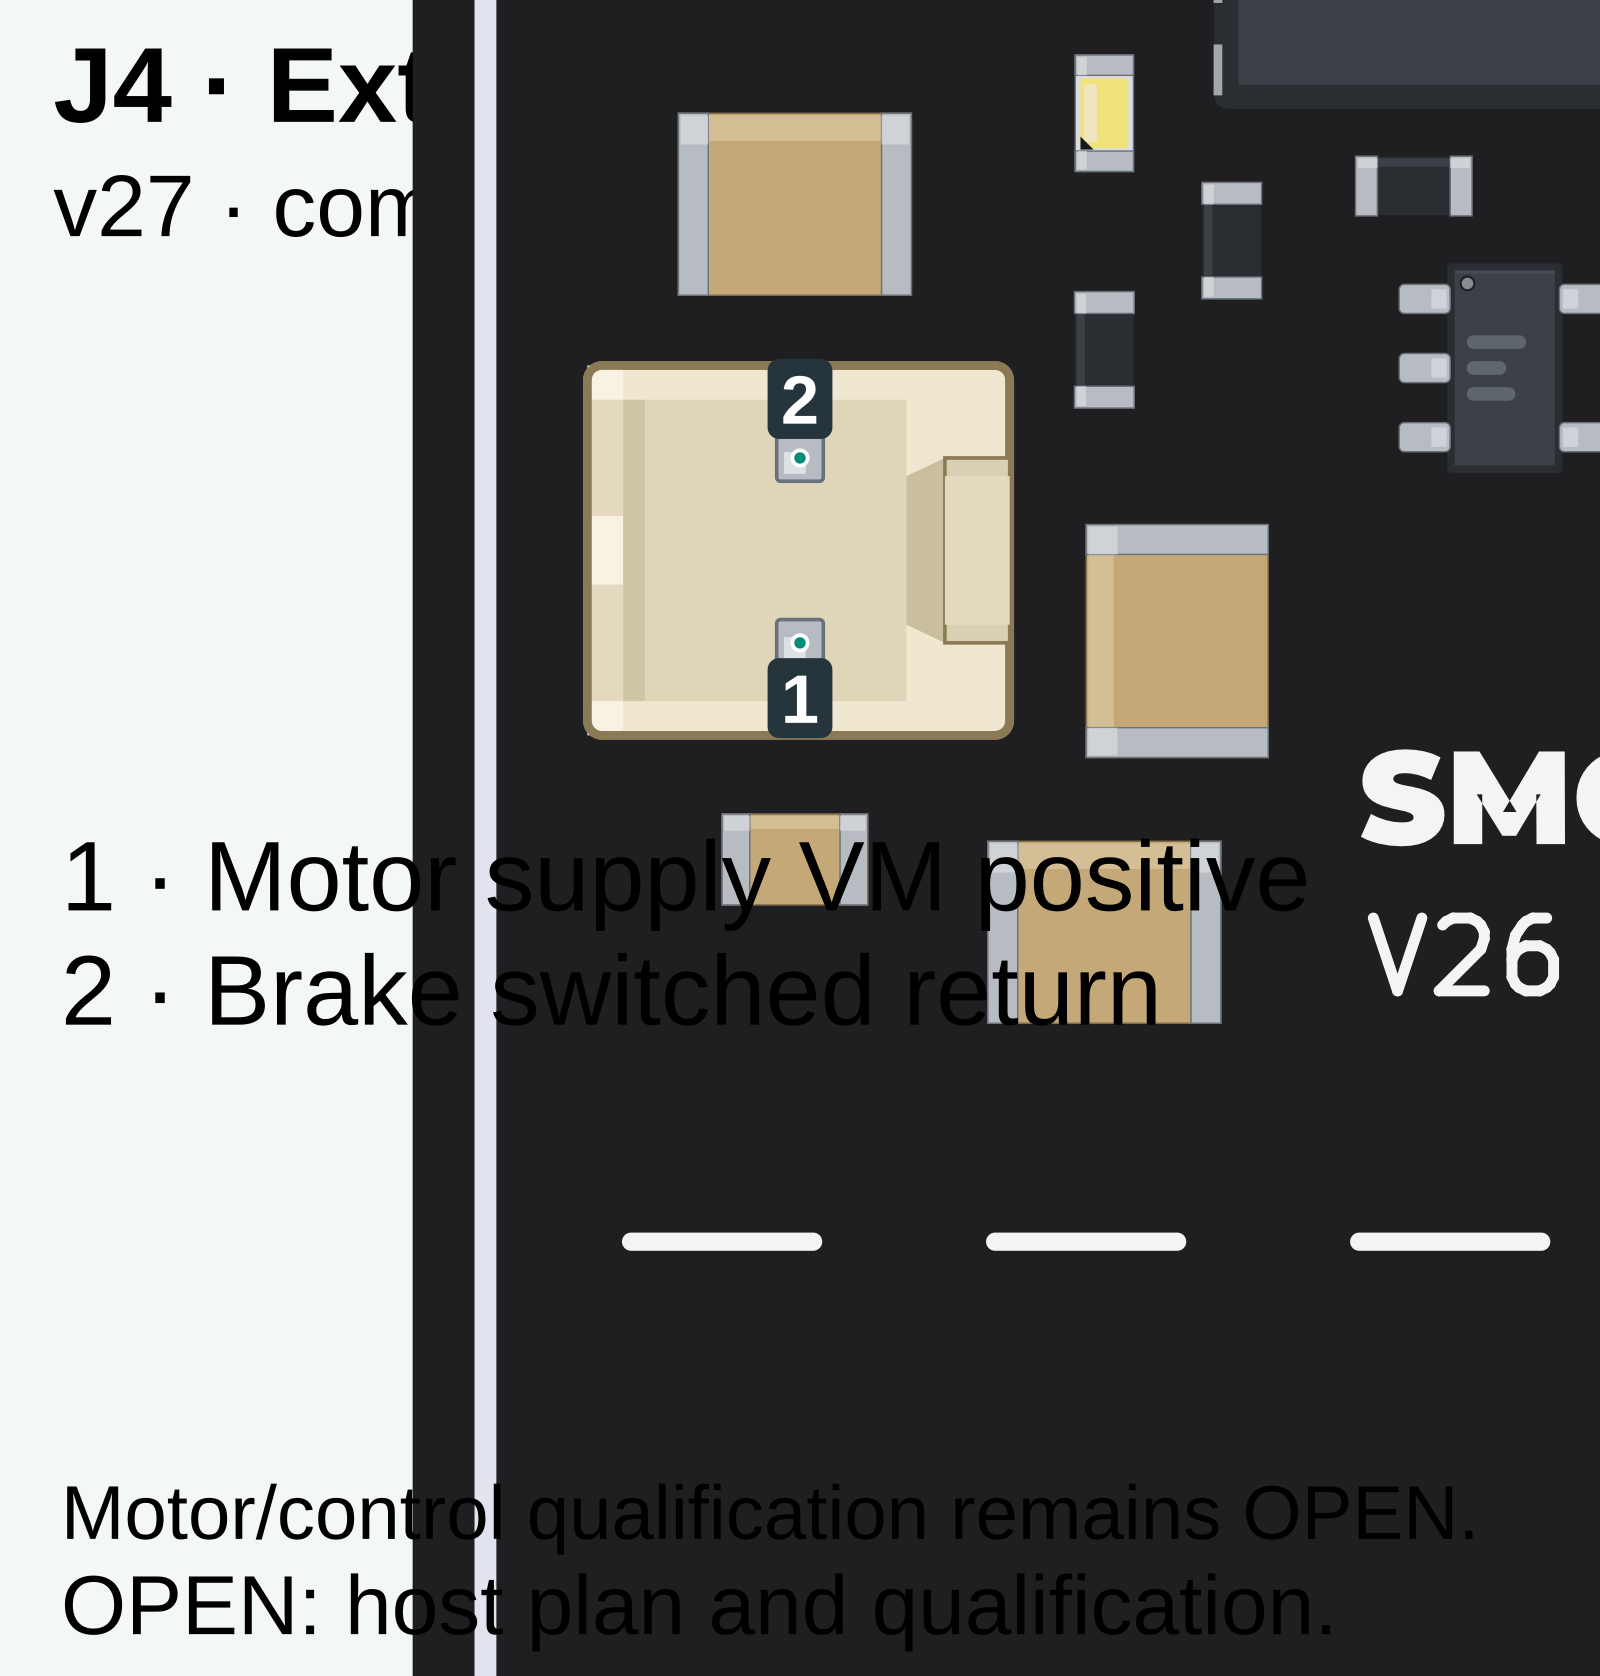 J4 · Ext
v27 · com
2
1
SMO
V26
1 · Motor supply VM positive
2 · Brake switched return
Motor/control qualification remains OPEN.
OPEN: host plan and qualification.